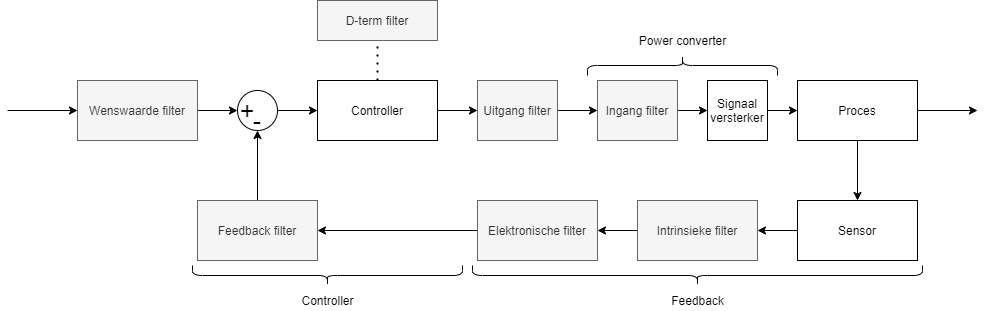 D-term filter
Power converter
Wenswaarde filter
+
-
Controller
Uitgang filter
Ingang filter
Signaal
versterker
Proces
Feedback filter
Elektronische filter
Intrinsieke filter
Sensor
Controller
Feedback